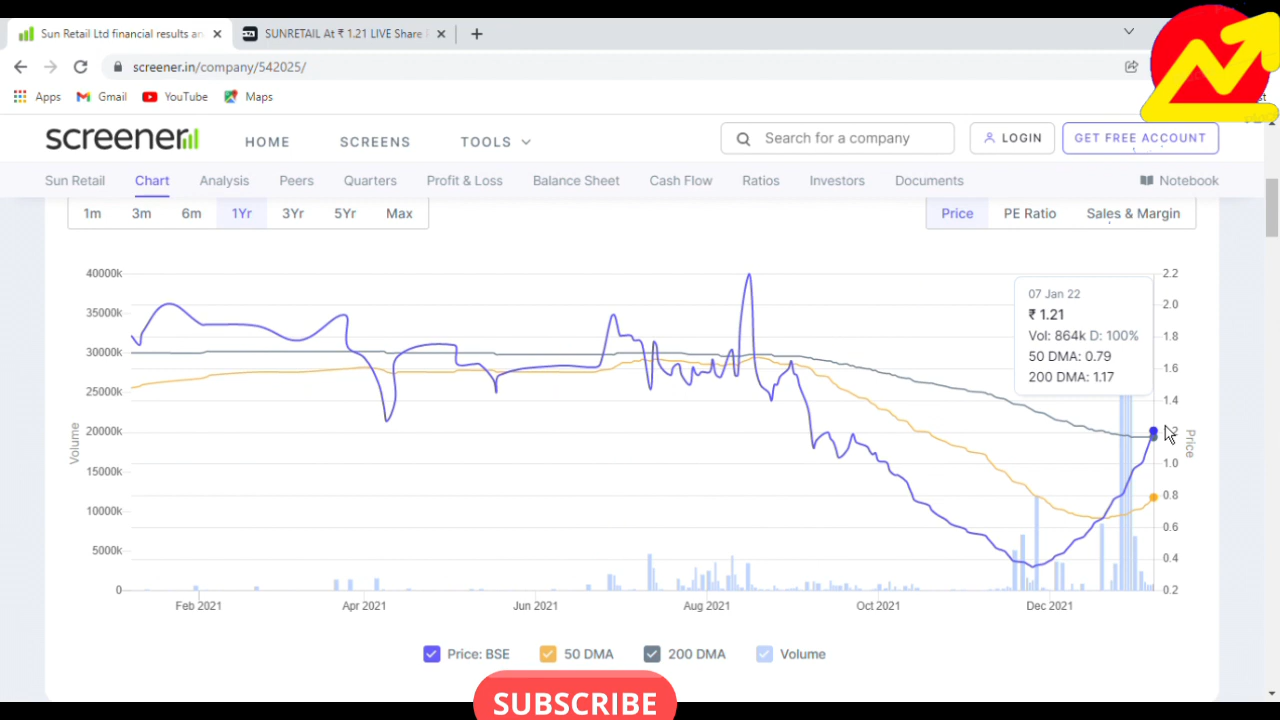 Sun Retail Ltd financial results an
SUNRETAIL At ₹ 1.21 LIVE Share
screener.in/company/542025/
Apps Gmail YouTube Maps
screener HOME SCREENS TOOLS Search for a company LOGIN GET FREE ACCOUNT
Sun Retail Chart Analysis Peers Quarters Profit & Loss Balance Sheet Cash Flow Ratios Investors Documents Notebook
1m 3m 6m 1Yr 3Yr 5Yr Max Price PE Ratio Sales & Margin
40000k 2.2
35000k 2.0
30000k 1.8
25000k 1.6
20000k 1.4
15000k 1.0
10000k 0.8
5000k 0.6
0 0.4
0.2
Volume
Price
07 Jan 22
₹ 1.21
Vol: 864k D: 100%
50 DMA: 0.79
200 DMA: 1.17
Feb 2021 Apr 2021 Jun 2021 Aug 2021 Oct 2021 Dec 2021
Price: BSE 50 DMA 200 DMA Volume
SUBSCRIBE